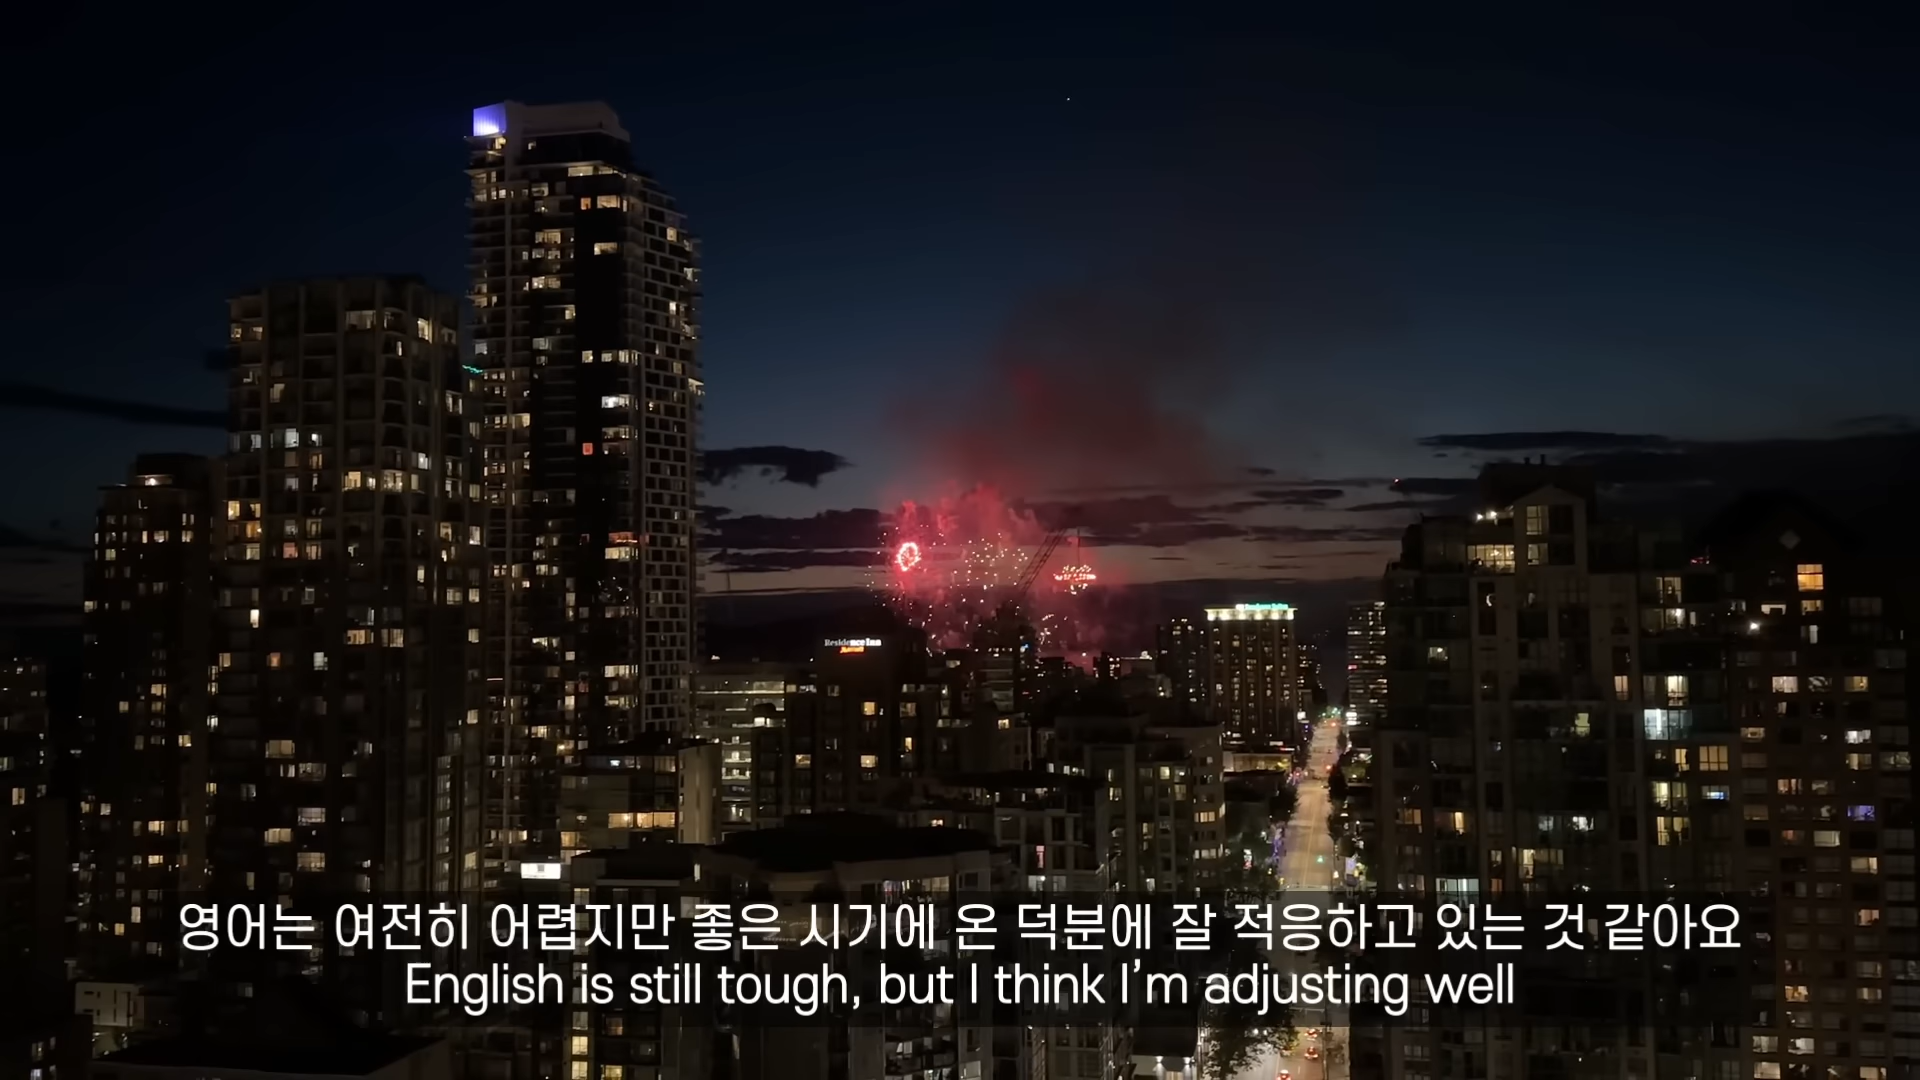 Residence Inn
영어는 여전히 어렵지만 좋은 시기에 온 덕분에 잘 적응하고 있는 것 같아요
English is still tough, but I think I’m adjusting well